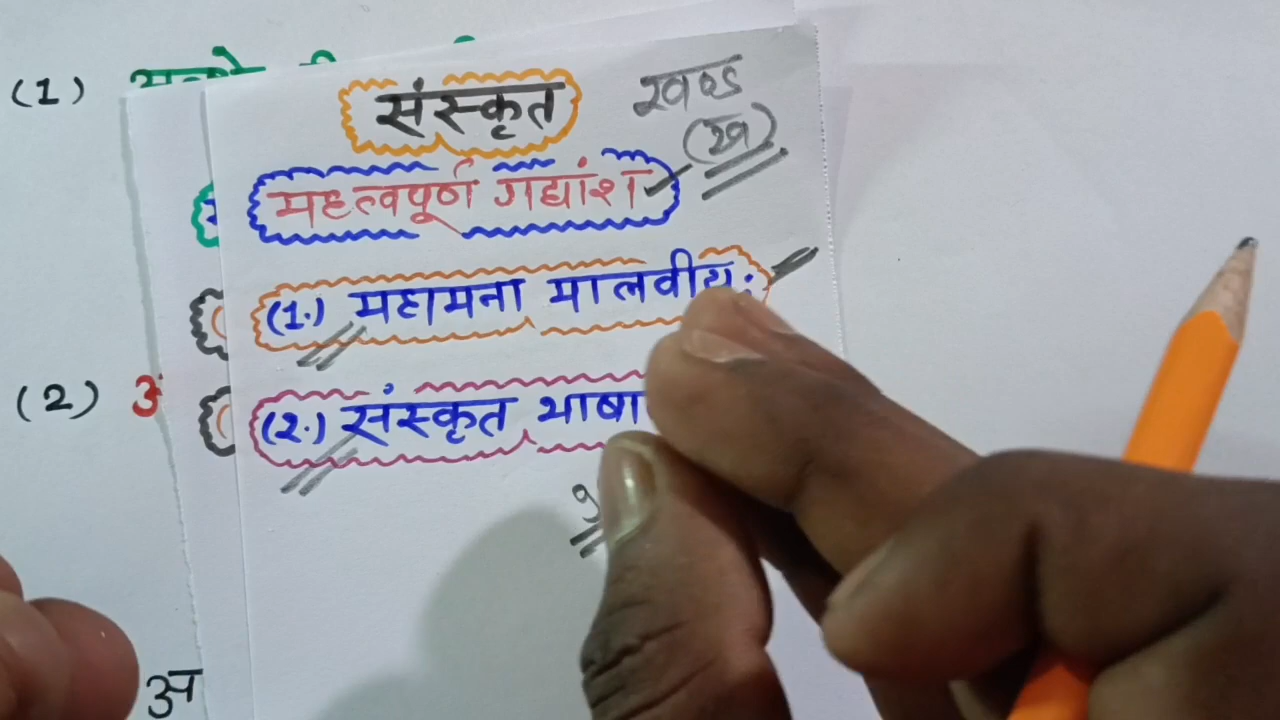 (1)
संस्कृत
खण्ड
(ख)
महत्वपूर्ण गद्यांश
(1.) महामना मालवीय:
(2) 
(2.) संस्कृत भाषा
अ